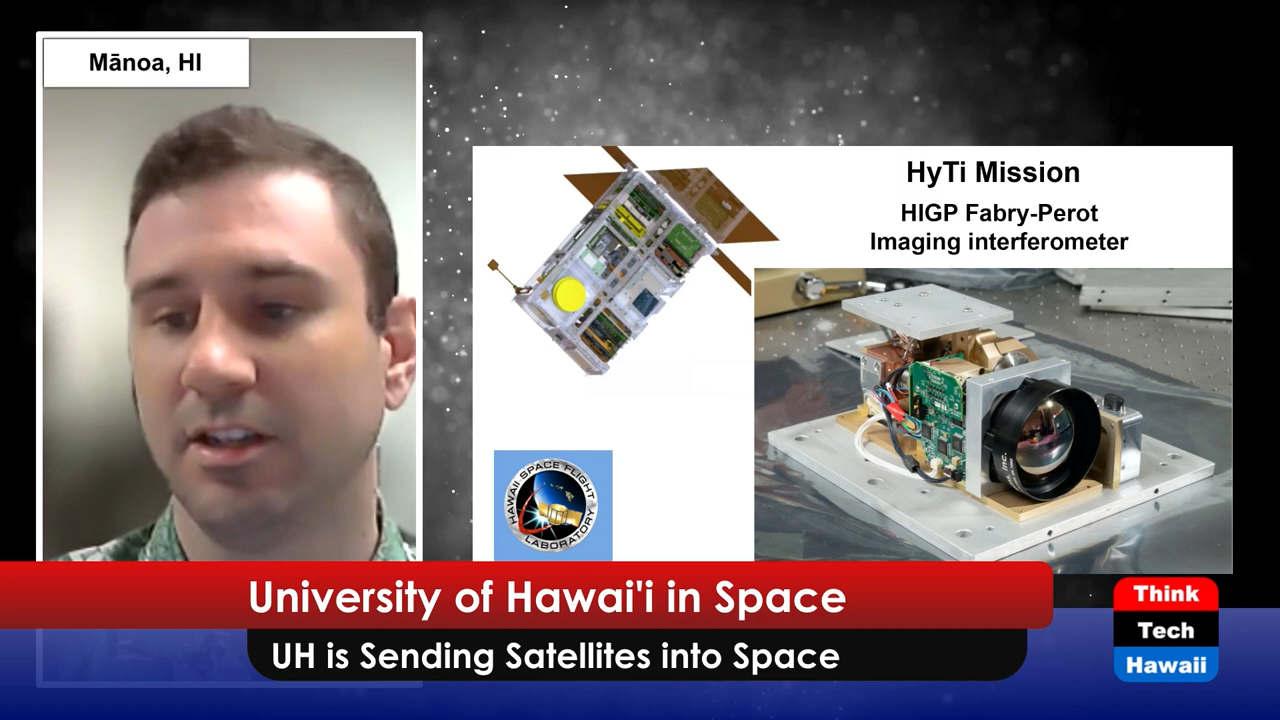 Mānoa, HI
HyTi Mission
HIGP Fabry-Perot
Imaging interferometer
inc.
HAWAII SPACE FLIGHT
LABORATORY
University of Hawai'i in Space
UH is Sending Satellites into Space
Think
Tech
Hawaii